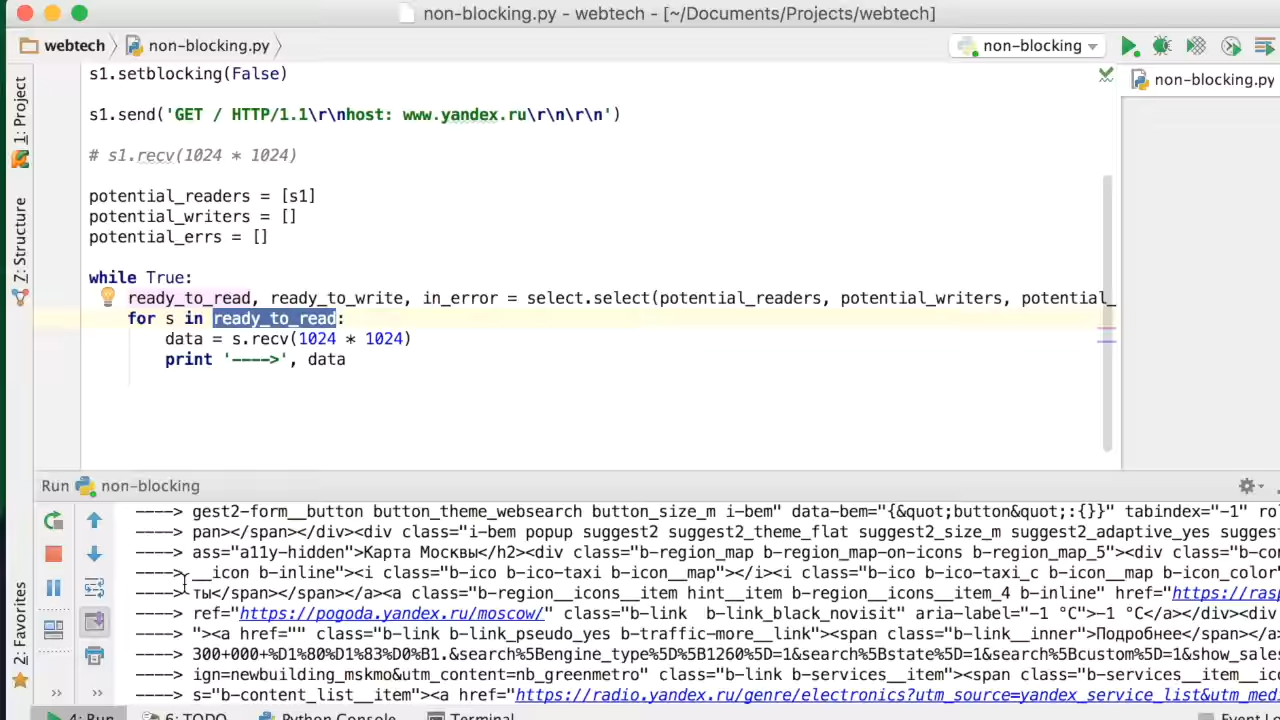 non-blocking.py - webtech - [~/Documents/Projects/webtech]
webtech
non-blocking.py
non-blocking
1: Project
Z: Structure
2: Favorites
non-blocking.py
s1.setblocking(False)
s1.send('GET / HTTP/1.1\r\nhost: www.yandex.ru\r\n\r\n')
# s1.recv(1024 * 1024)
potential_readers = [s1]
potential_writers = []
potential_errs = []
while True:
ready_to_read, ready_to_write, in_error = select.select(potential_readers, potential_writers, potential_
for s in ready_to_read:
data = s.recv(1024 * 1024)
print '---->', data
Run non-blocking
----> gest2-form__button button_theme_websearch button_size_m i-bem" data-bem="{&quot;button&quot;:{}}" tabindex="-1" rol
----> pan></span></div><div class="i-bem popup suggest2 suggest2_theme_flat suggest2_size_m suggest2_adaptive_yes suggest
----> ass="a11y-hidden">Карта Москвы</h2><div class="b-region_map b-region_map-on-icons b-region_map_5"><div class="b-con
----> __icon b-inline"><i class="b-ico b-ico-taxi b-icon__map"></i><i class="b-ico b-ico-taxi_c b-icon__map b-icon_color"
----> ты</span></span></a><a class="b-region__icons__item hint__item b-region__icons__item_4 b-inline" href="https://rasp
----> ref="https://pogoda.yandex.ru/moscow/" class="b-link b-link_black_novisit" aria-label="-1 °C">-1 °C</a></div><div
----> "><a href="" class="b-link b-link_pseudo_yes b-traffic-more__link"><span class="b-link__inner">Подробнее</span></a>
----> 300+000+%D1%80%D1%83%D0%B1.&search%5Bengine_type%5D%5B1260%5D=1&search%5Bstate%5D=1&search%5Bcustom%5D=1&show_sales
----> ign=newbuilding_mskmo&utm_content=nb_greenmetro" class="b-link b-services__item"><span class="b-services__item__ico
----> s="b-content_list__item"><a href="https://radio.yandex.ru/genre/electronics?utm_source=yandex_service_list&utm_med
4: Run
6: TODO
Python Console
Terminal
Event Log